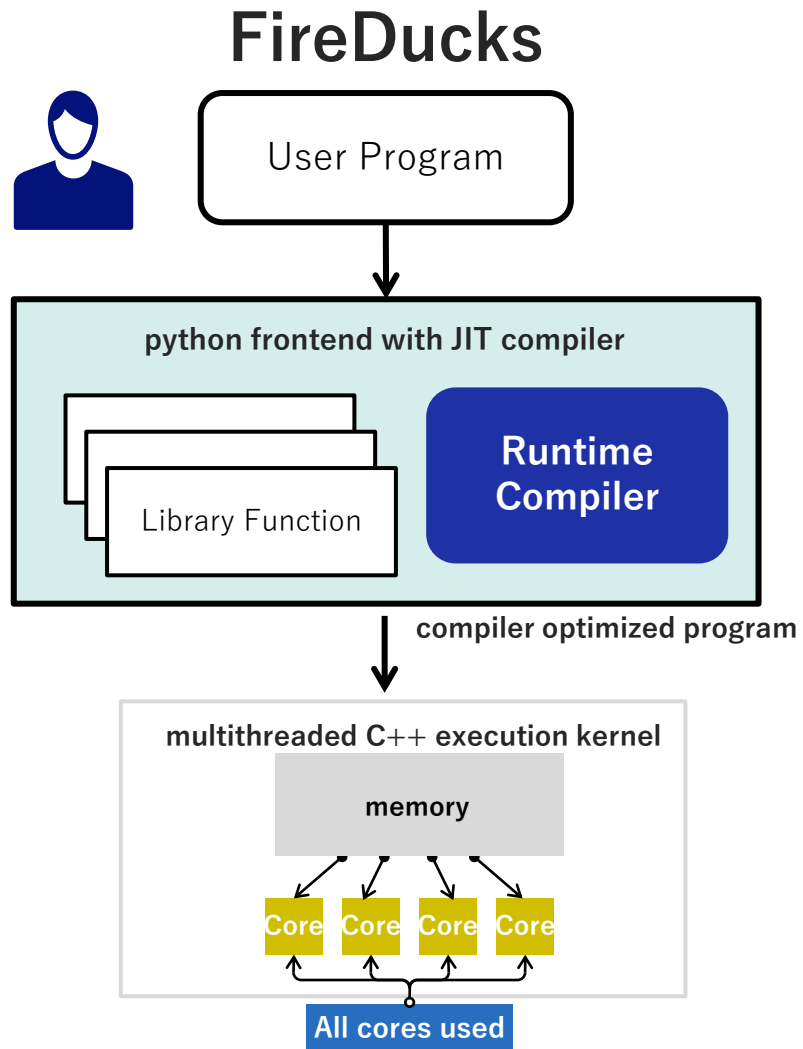 FireDucks
User Program
python frontend with JIT compiler
Library Function
Runtime
Compiler
compiler optimized program
multithreaded C++ execution kernel
memory
Core Core Core Core
All cores used